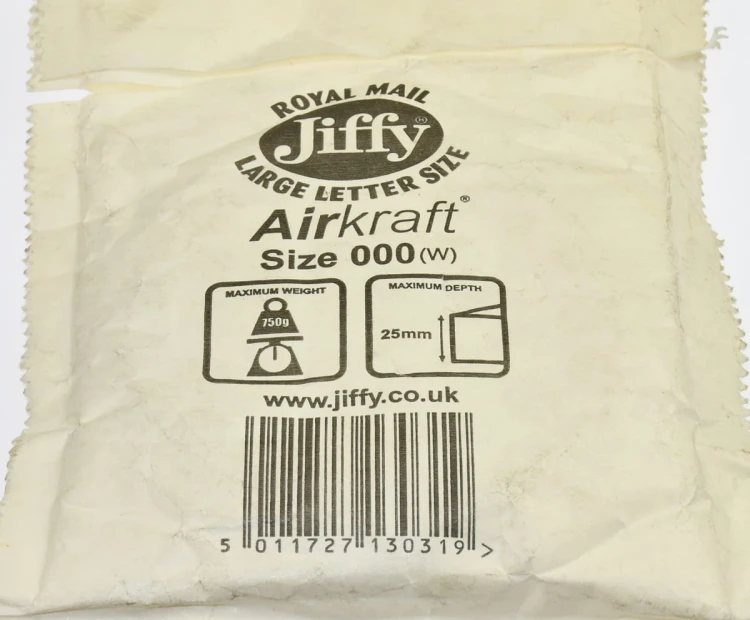 ROYAL MAIL
Jiffy®
LARGE LETTER SIZE
Airkraft®
Size 000 (W)
MAXIMUM WEIGHT
750g
MAXIMUM DEPTH
25mm
www.jiffy.co.uk
5 011727 130319 >